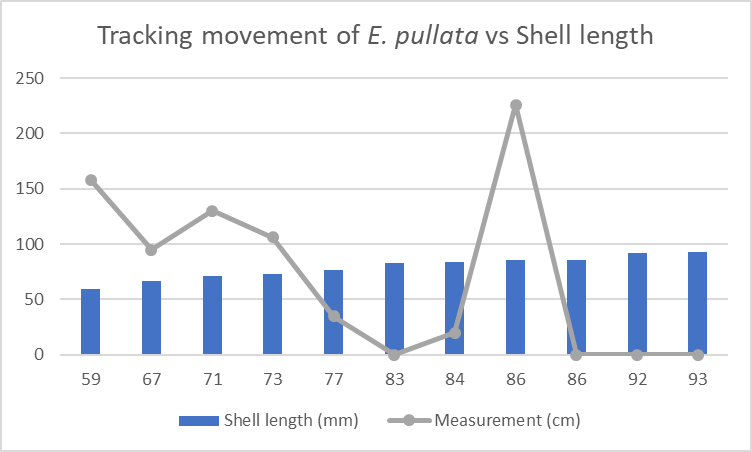 Tracking movement of E. pullata vs Shell length
250
200
150
100
50
0
59 67 71 73 77 83 84 86 86 92 93
Shell length (mm) Measurement (cm)